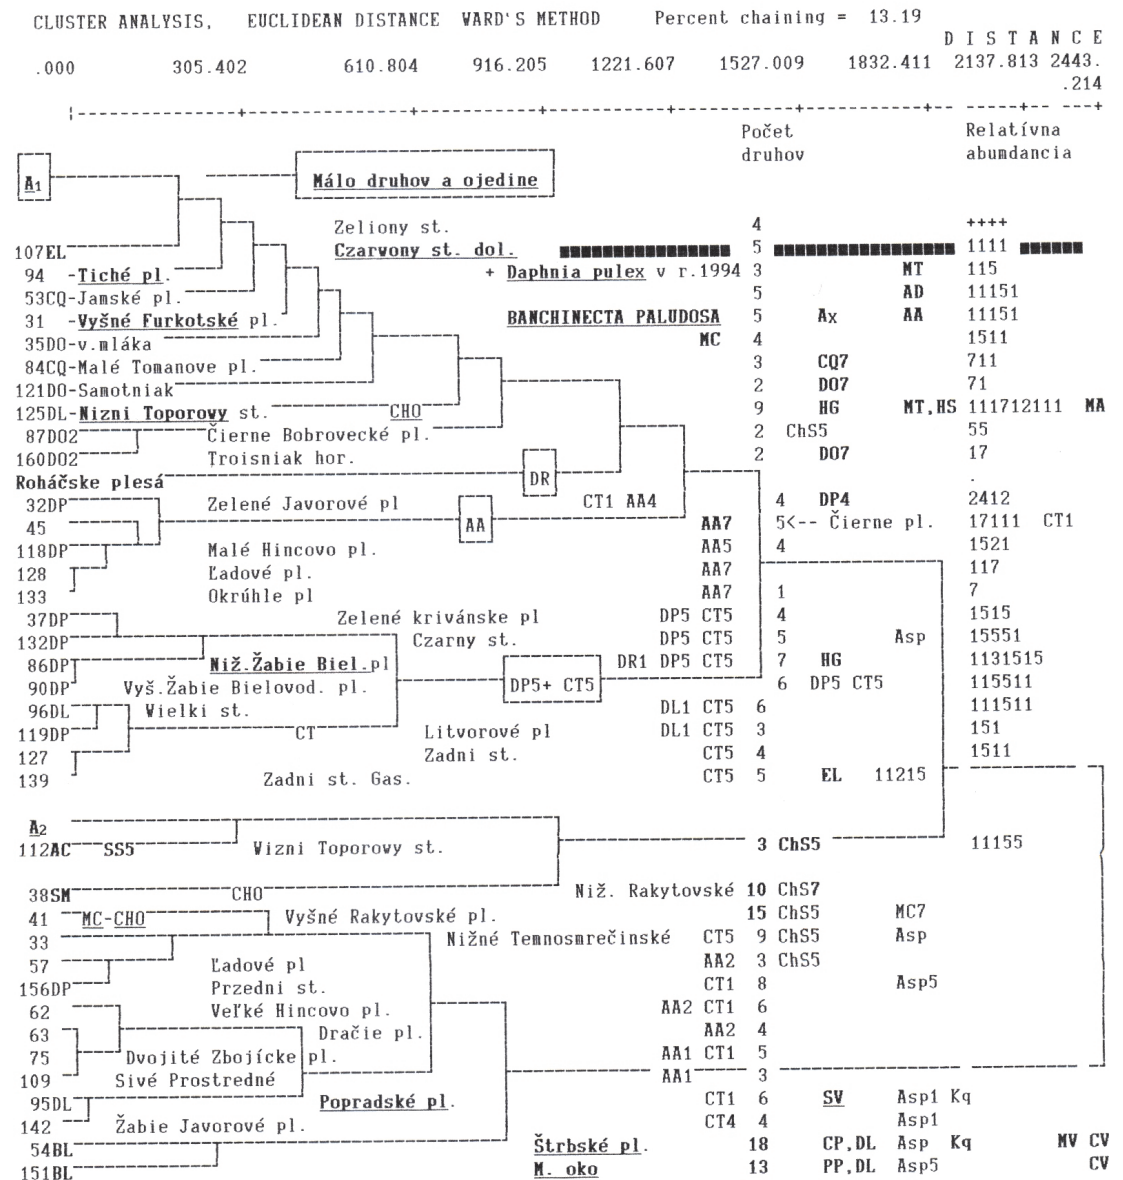 CLUSTER ANALYSIS, EUCLIDEAN DISTANCE WARD'S METHOD Percent chaining = 13.19
D I S T A N C E
.000 305.402 610.804 916.205 1221.607 1527.009 1832.411 2137.813 2443.
.214
Počet Relatívna
druhov abumdancia
A1 Málo druhov a ojedine
Zeliony st. 4 ++++
107EL Czarwony st. dol. 5 1111
94 -Tiché pl. + Daphnia pulex v r.1994 3 MT 115
53CQ-Jamské pl. 5 AD 11151
31 -Vyšné Furkotské pl. BANCHINECTA PALUDOSA 5 Ax AA 11151
35DO-v.mláka MC 4 1511
84CQ-Malé Tomanove pl. 3 CQ7 711
121DO-Samotniak 2 DO7 71
125DL-Nizni Toporowy st. CHO 9 HG MT,HS 111712111 MA
87DO2 Čierne Bobrovecké pl. 2 ChS5 55
160DO2 Troisniak hor. 2 DO7 17
Roháčske plesá DR .
32DP Zelené Javorové pl CT1 AA4 4 DP4 2412
45 AA AA7 5<-- Čierne pl. 17111 CT1
118DP Malé Hincovo pl. AA5 4 1521
128 Ľadové pl. AA7 117
133 Okrúhle pl AA7 1 7
37DP Zelené krivánske pl DP5 CT5 4 1515
132DP Czarny st. DP5 CT5 5 Asp 15551
86DP Niž.Žabie Biel.pl DR1 DP5 CT5 7 HG 1131515
90DP Vyš.Žabie Bielovod. pl. DP5+ CT5 6 DP5 CT5 115511
96DL Wielki st. DL1 CT5 6 111511
119DP CT Litvorové pl DL1 CT5 3 151
127 Zadni st. CT5 4 1511
139 Zadni st. Gas. CT5 5 EL 11215
A2
112AC SS5 Wizni Toporowy st. 3 ChS5 11155
38SM CHO Niž. Rakytovské 10 ChS7
41 MC-CHO Vyšné Rakytovské pl. 15 ChS5 MC7
33 Nižné Temnosmrečinské CT5 9 ChS5 Asp
57 Ľadové pl AA2 3 ChS5
156DP Przedni st. CT1 8 Asp5
62 Veľké Hincovo pl. AA2 CT1 6
63 Dračie pl. AA2 4
75 Dvojité Zbojícke pl. AA1 CT1 5
109 Sivé Prostredné AA1 3
95DL Popradské pl. CT1 6 SV Asp1 Kq
142 Žabie Javorové pl. CT4 4 Asp1
54BL Štrbské pl. 18 CP,DL Asp Kq MV CV
151BL M. oko 13 PP,DL Asp5 CV